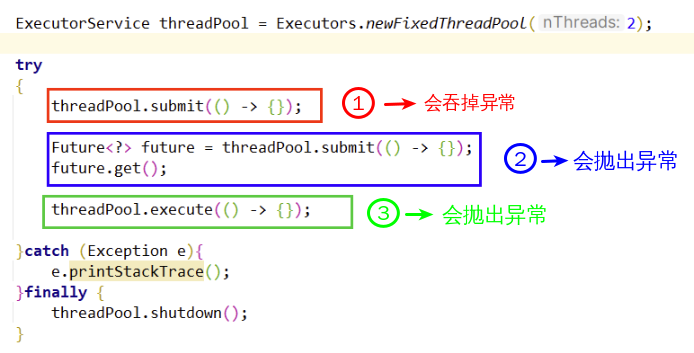 ExecutorService threadPool = Executors.newFixedThreadPool( nThreads: 2);
try
{
threadPool.submit(() -> {}); ① 会吞掉异常
Future<?> future = threadPool.submit(() -> {}); ② 会抛出异常
future.get();
threadPool.execute(() -> {}); ③ 会抛出异常
}catch (Exception e){
e.printStackTrace();
}finally {
threadPool.shutdown();
}